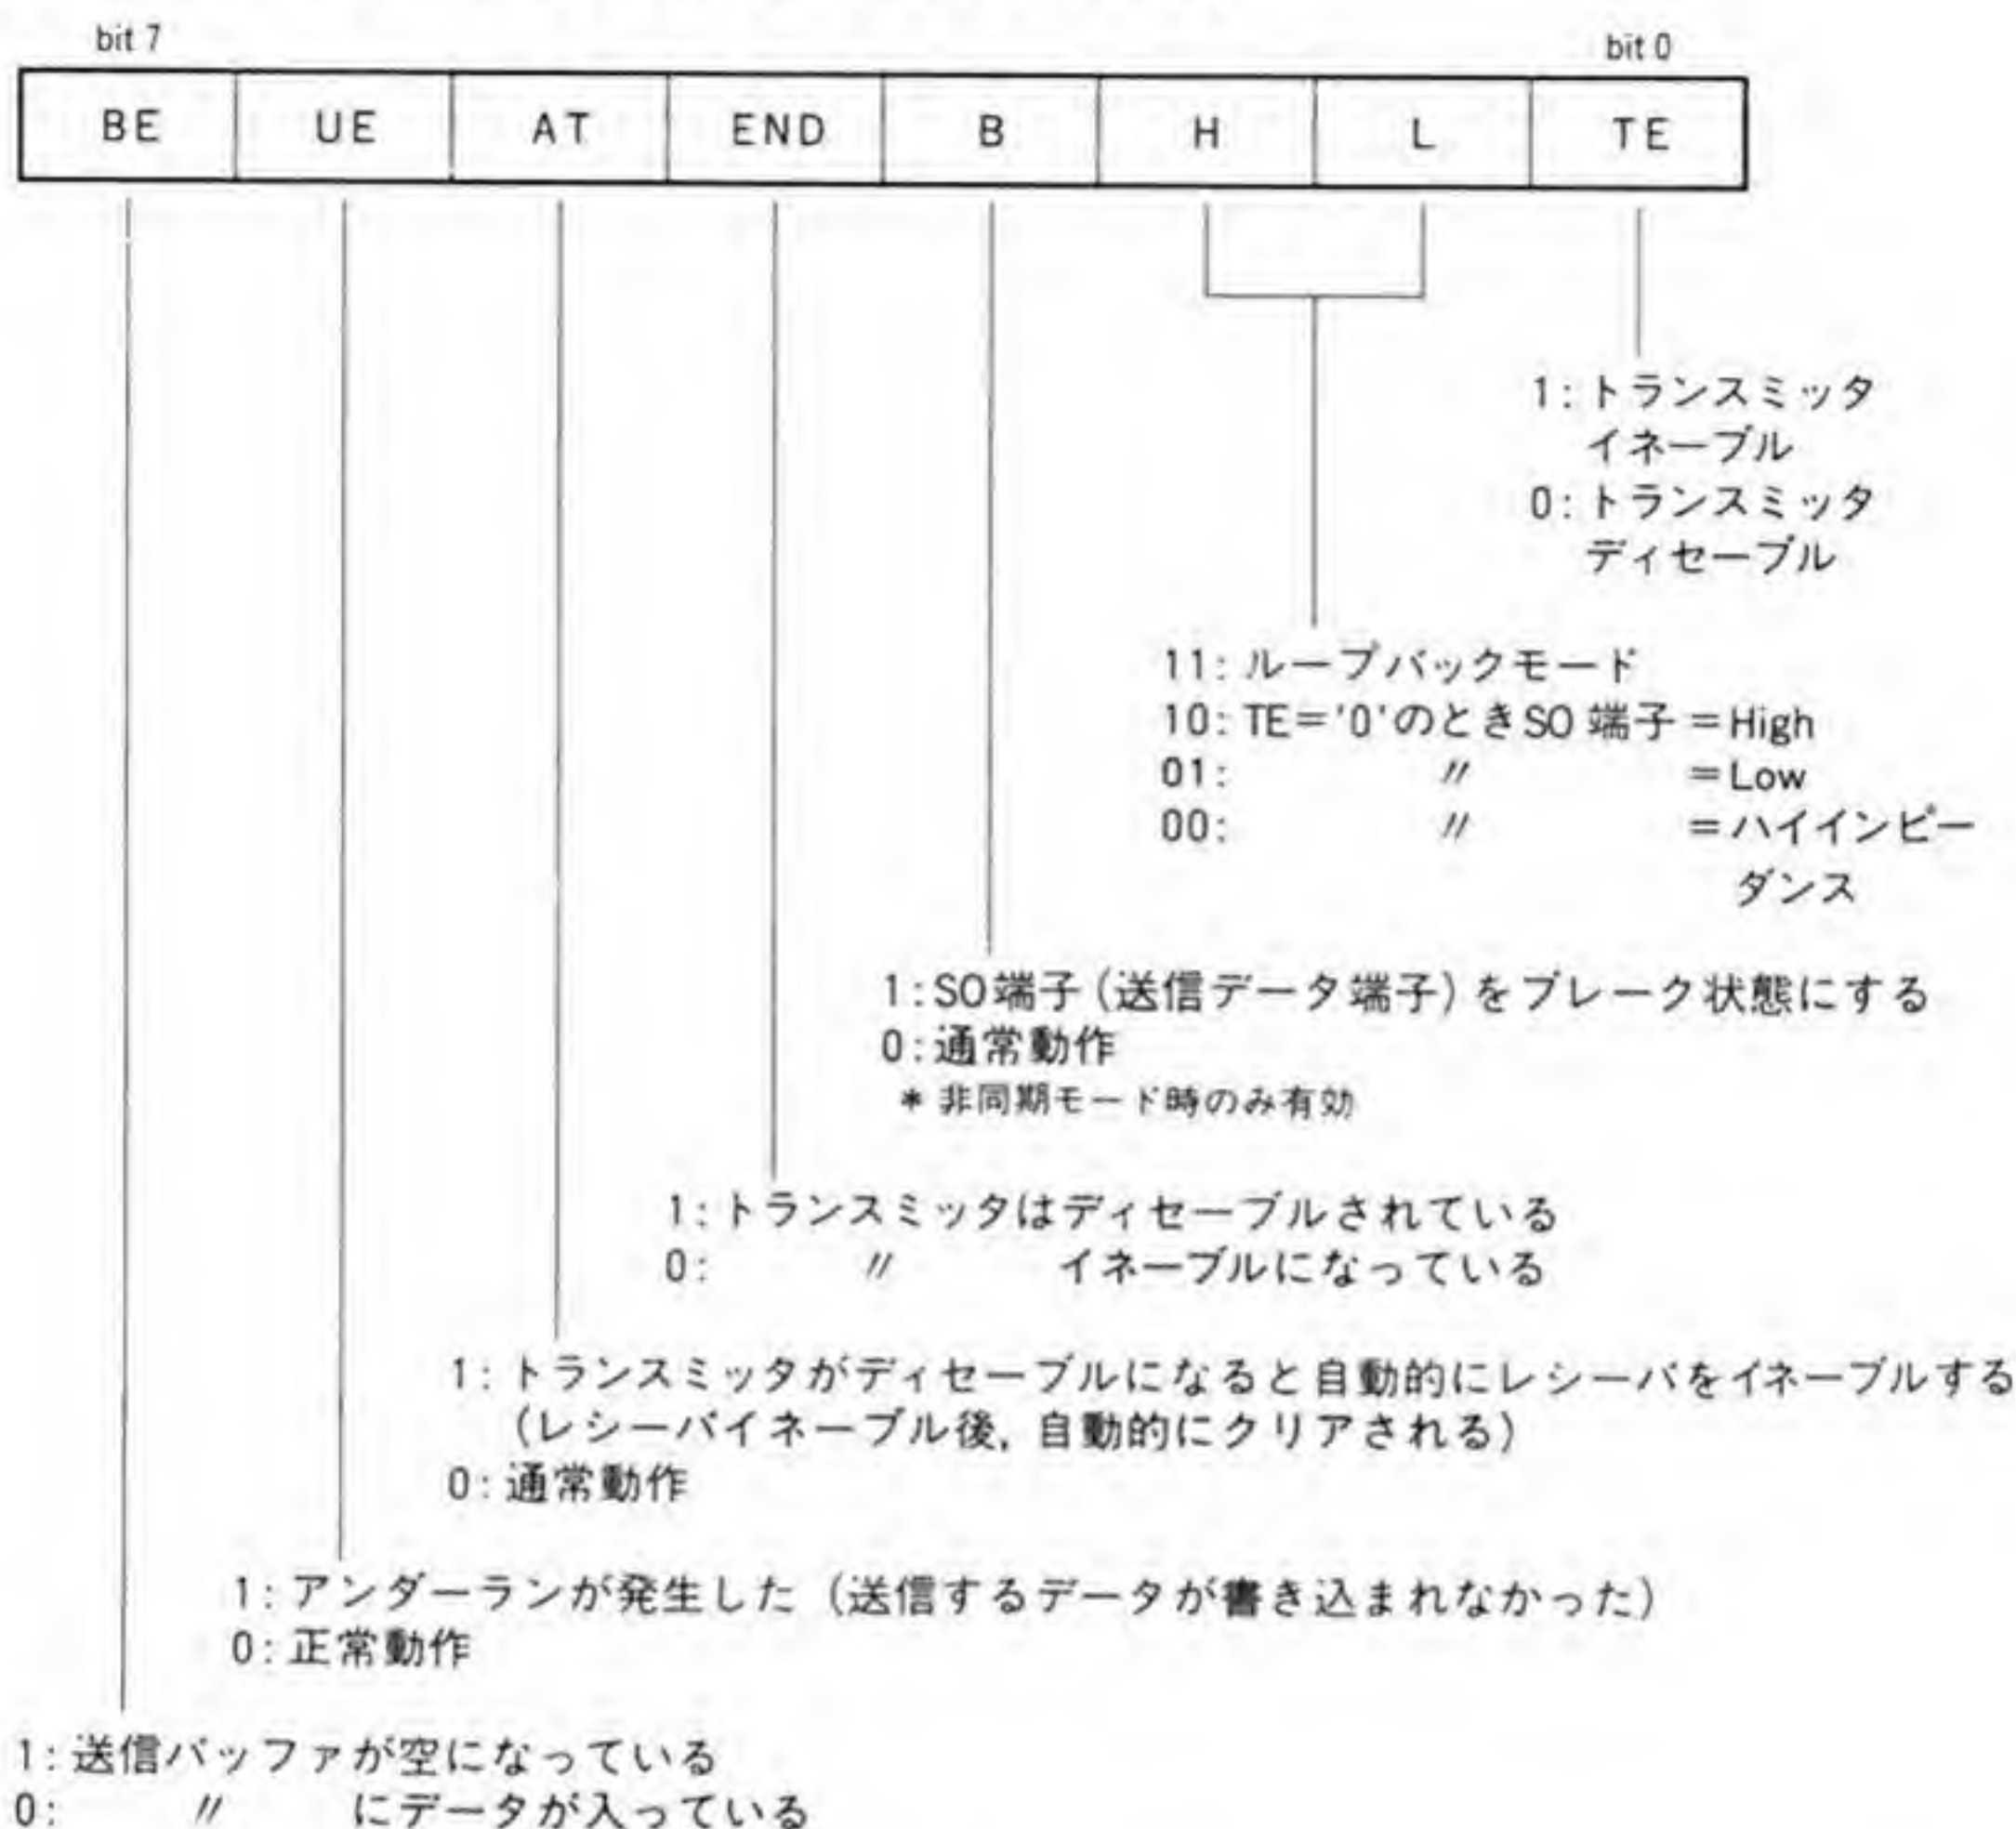 bit 7 bit 0
BE UE AT END B H L TE
1:トランスミッタ
イネーブル
0:トランスミッタ
ディセーブル
11:ループバックモード
10:TE='0'のときSO端子=High
01: 〃 =Low
00: 〃 =ハイインピー
ダンス
1:SO端子(送信データ端子)をブレーク状態にする
0:通常動作
*非同期モード時のみ有効
1:トランスミッタはディセーブルされている
0: 〃 イネーブルになっている
1:トランスミッタがディセーブルになると自動的にレシーバをイネーブルする
(レシーバイネーブル後,自動的にクリアされる)
0:通常動作
1:アンダーランが発生した(送信するデータが書き込まれなかった)
0:正常動作
1:送信バッファが空になっている
0: 〃 にデータが入っている